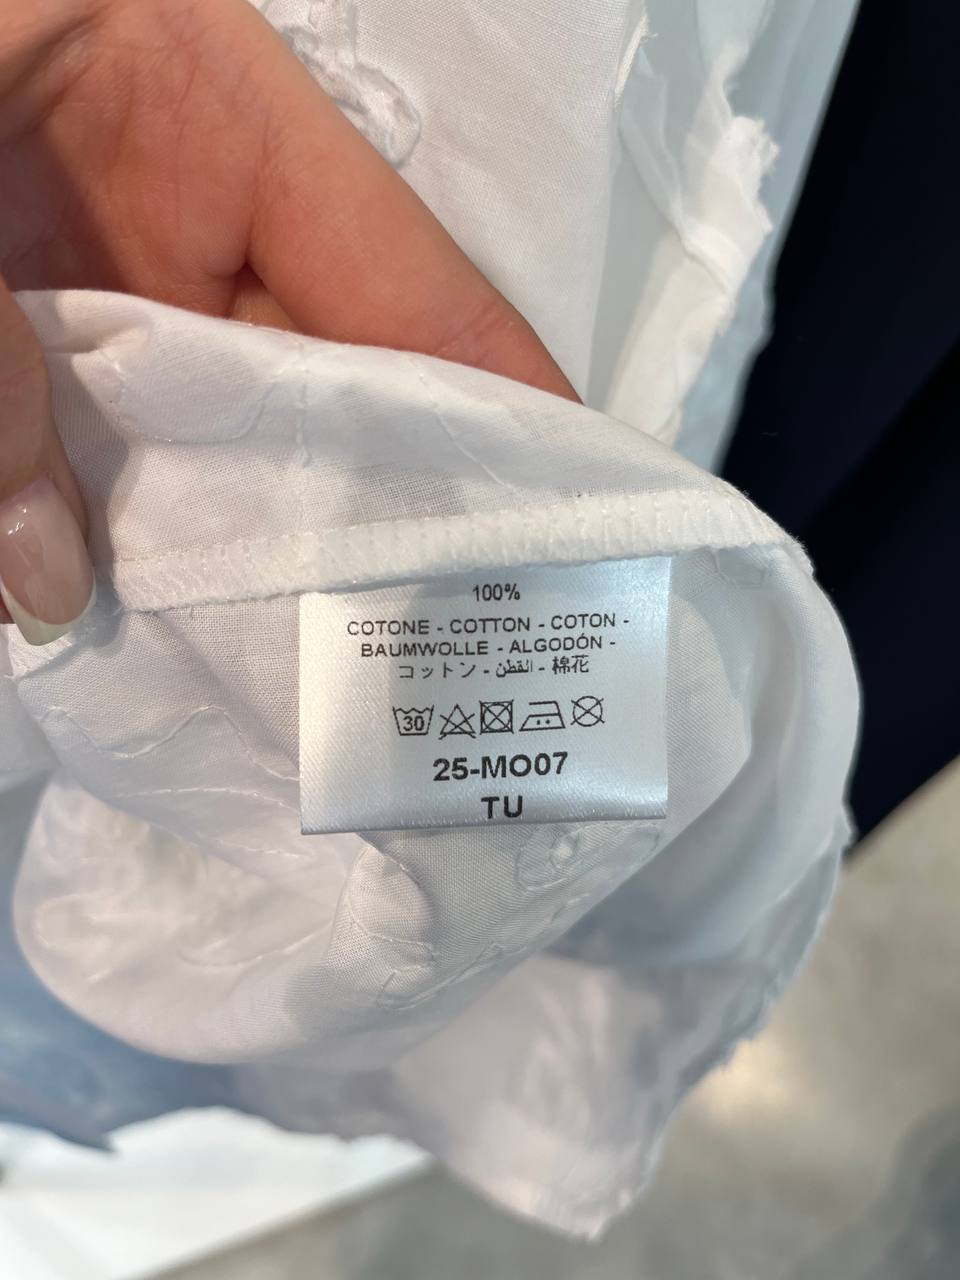 100%
COTONE - COTTON - COTON -
BAUMWOLLE - ALGODÓN -
コットン - القطن - 棉花
30
25-MO07
TU